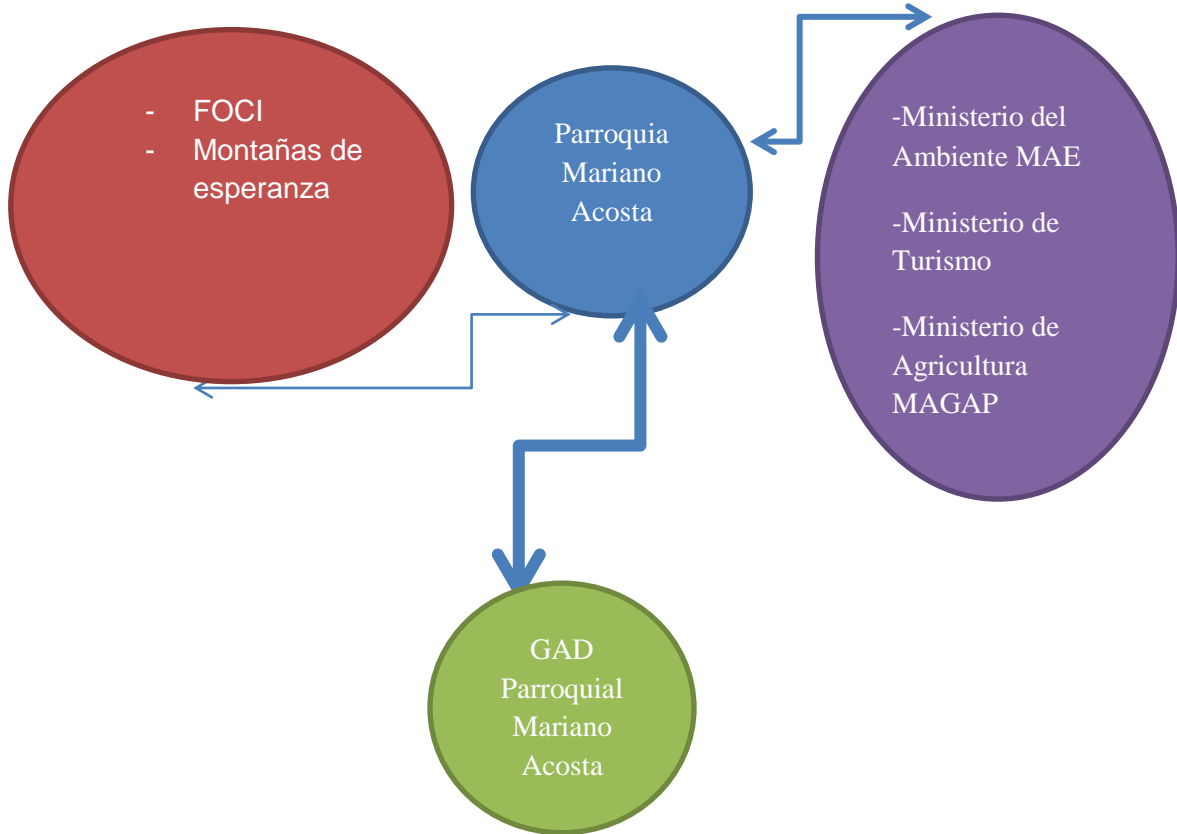 - FOCI
- Montañas de
esperanza
Parroquia
Mariano
Acosta
-Ministerio del
Ambiente MAE
-Ministerio de
Turismo
-Ministerio de
Agricultura
MAGAP
GAD
Parroquial
Mariano
Acosta